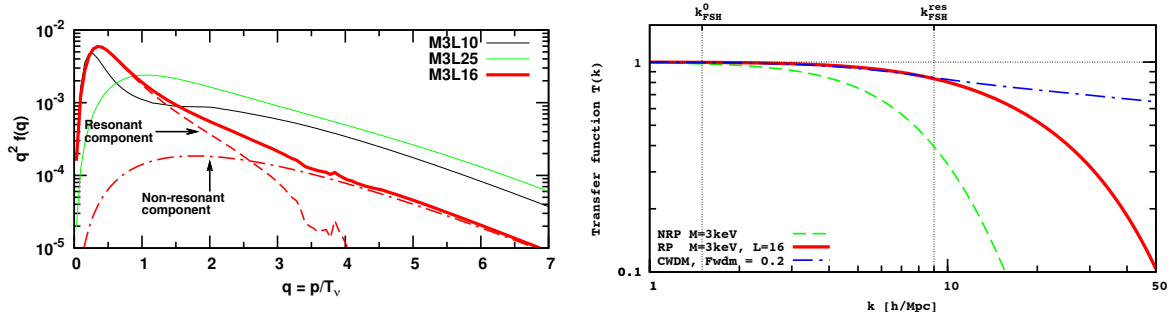 10^-2
10^-3
10^-4
10^-5
q^2 f(q)
M3L10
M3L25
M3L16
Resonant
component
Non-resonant
component
0 1 2 3 4 5 6 7
q = p/T_ν
k^0_FSH
k^res_FSH
Transfer function T(k)
1
0.1
NRP M=3keV
RP M=3keV, L=16
CWDM, Fwdm = 0.2
1 10 50
k [h/Mpc]